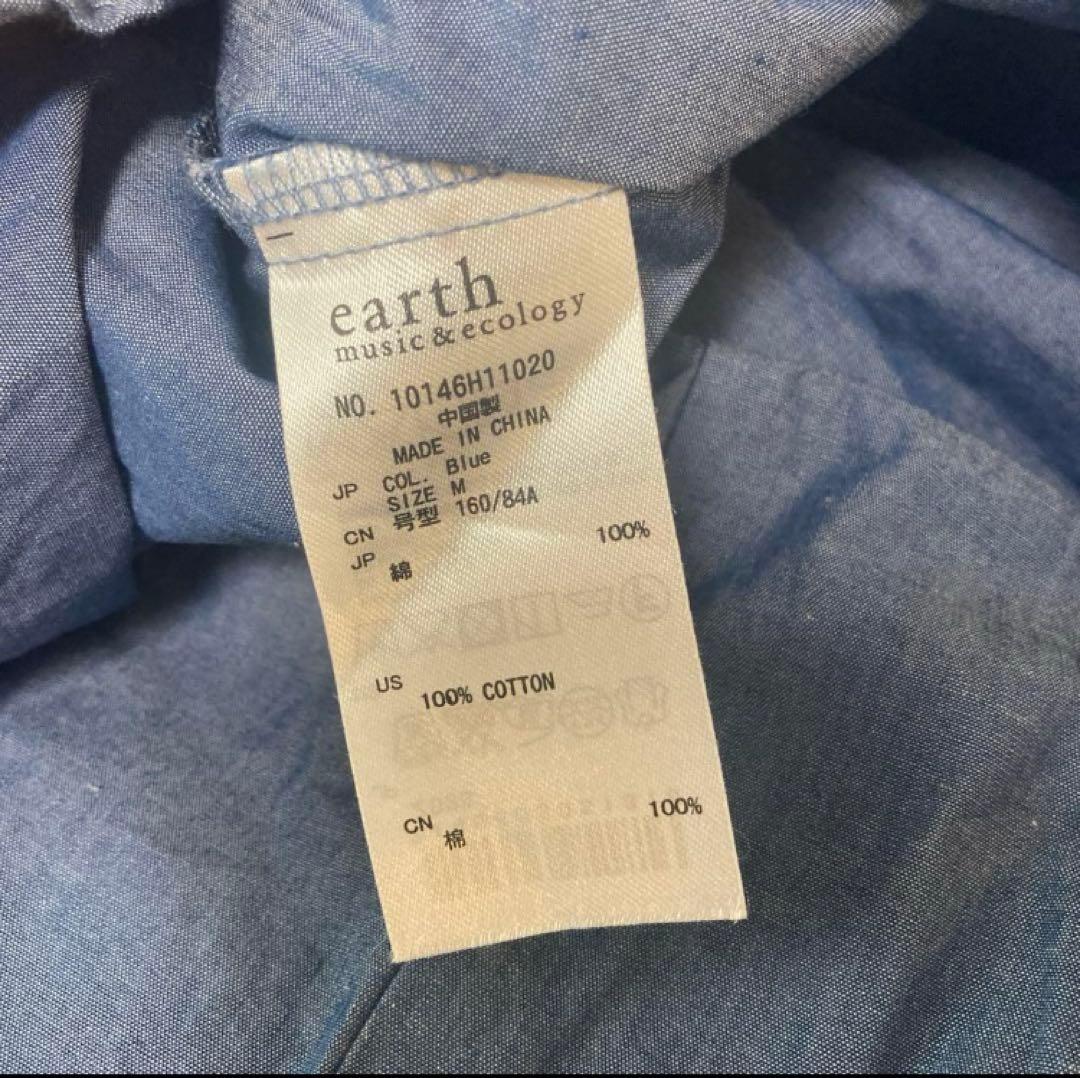 earth
music & ecology
NO. 10146H11020
中国製
MADE IN CHINA
JP COL. Blue
SIZE M
CN 号型 160/84A
JP 綿 100%
US 100% COTTON
CN 棉 100%